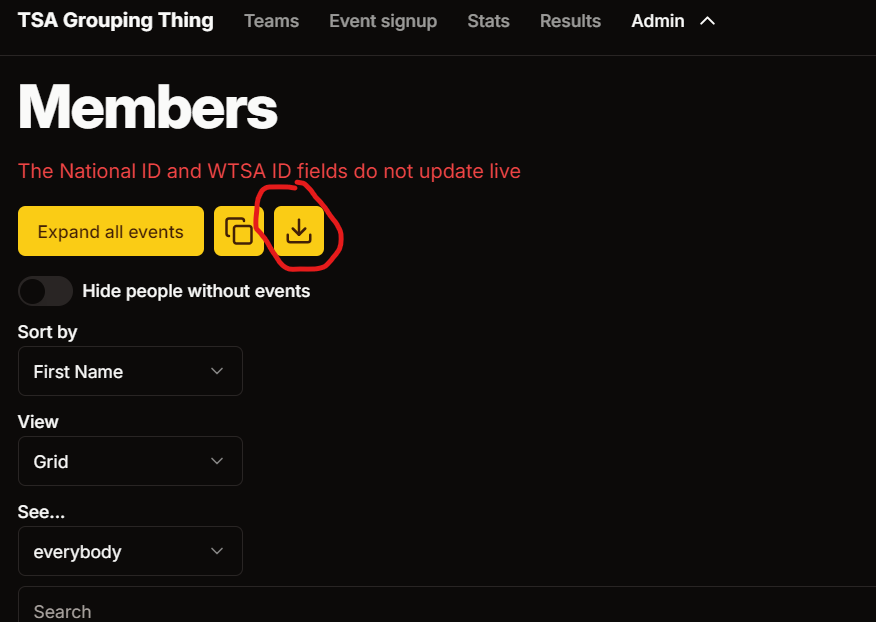 TSA Grouping Thing Teams Event signup Stats Results Admin
Members
The National ID and WTSA ID fields do not update live
Expand all events
Hide people without events
Sort by
First Name
View
Grid
See...
everybody
Search